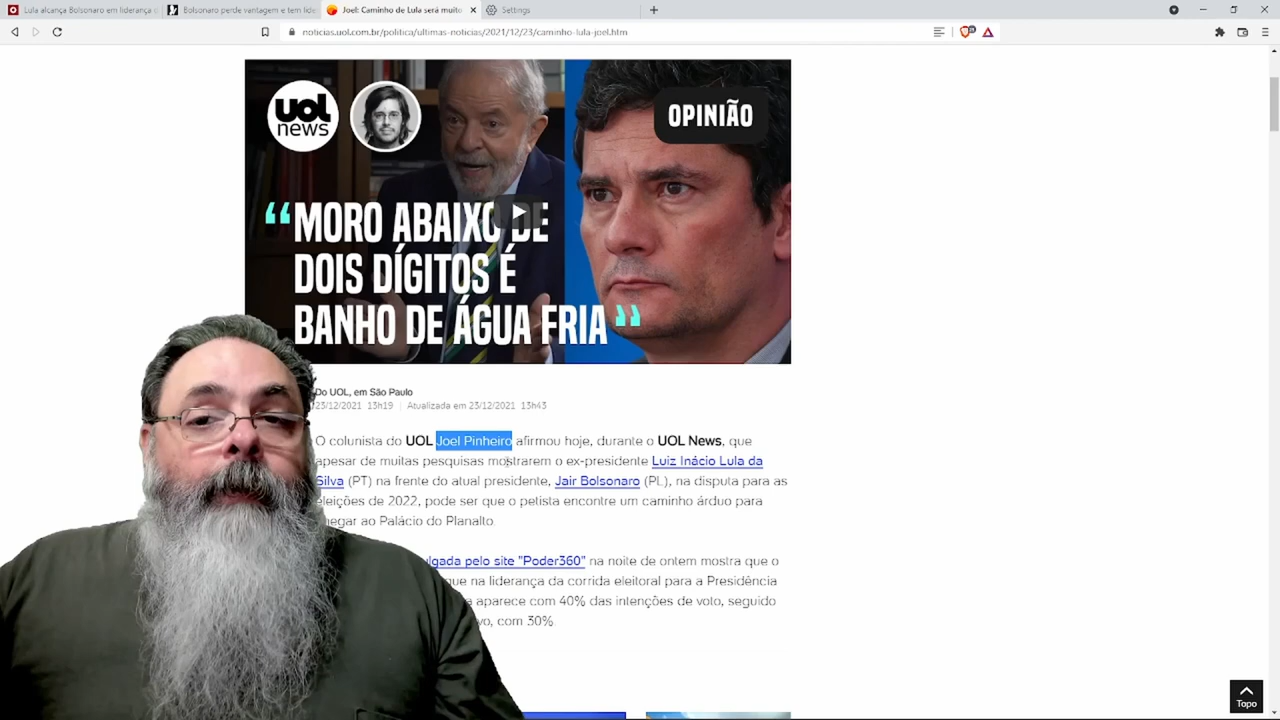 Lula alcança Bolsonaro em liderança d
Bolsonaro perde vantagem e tem lide
Joel: Caminho de Lula será muito
Settings
noticias.uol.com.br/politica/ultimas-noticias/2021/12/23/caminho-lula-joel.htm
uol
news
OPINIÃO
“MORO ABAIXO DE
DOIS DÍGITOS É
BANHO DE ÁGUA FRIA”
Do UOL, em São Paulo
23/12/2021 13h19 | Atualizada em 23/12/2021 13h43
O colunista do UOL Joel Pinheiro afirmou hoje, durante o UOL News, que
apesar de muitas pesquisas mostrarem o ex-presidente Luiz Inácio Lula da
Silva (PT) na frente do atual presidente, Jair Bolsonaro (PL), na disputa para as
eleições de 2022, pode ser que o petista encontre um caminho árduo para
hegar ao Palácio do Planalto.
ulgada pelo site "Poder360" na noite de ontem mostra que o
que na liderança da corrida eleitoral para a Presidência
a aparece com 40% das intenções de voto, seguido
vo, com 30%.
Topo